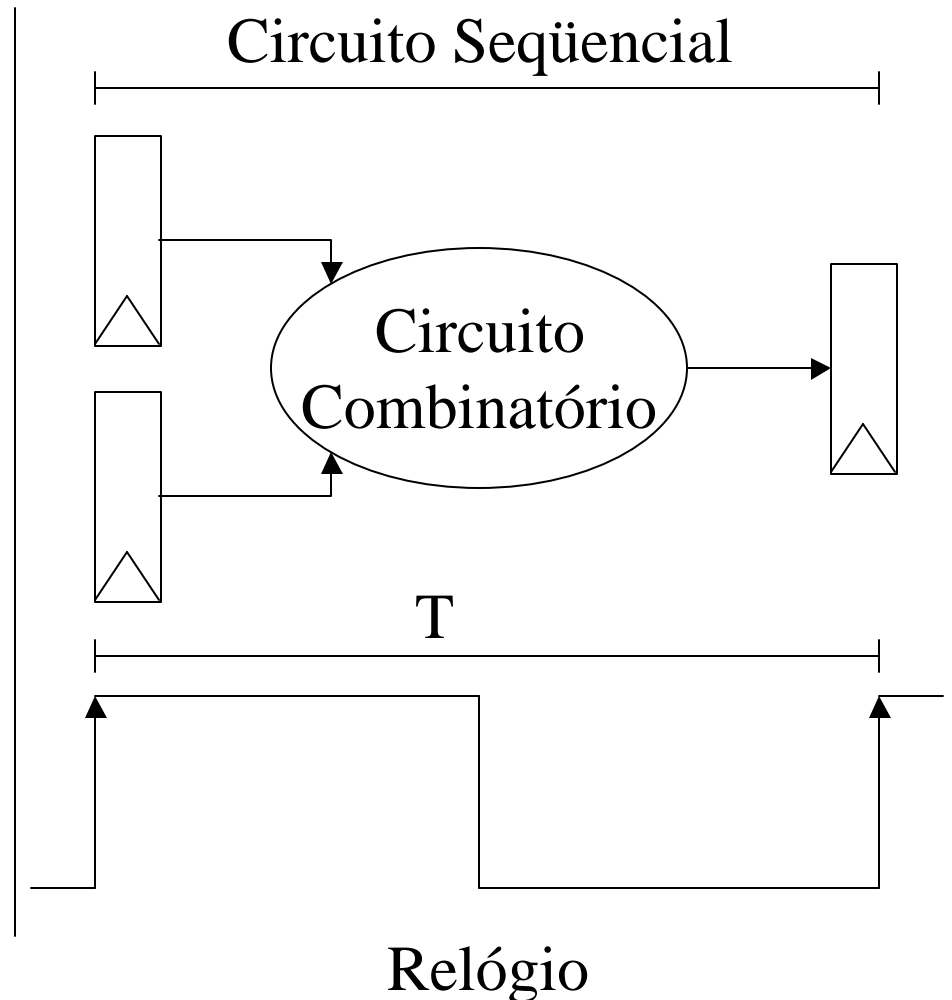 Circuito Seqüencial
Circuito
Combinatório
T
Relógio